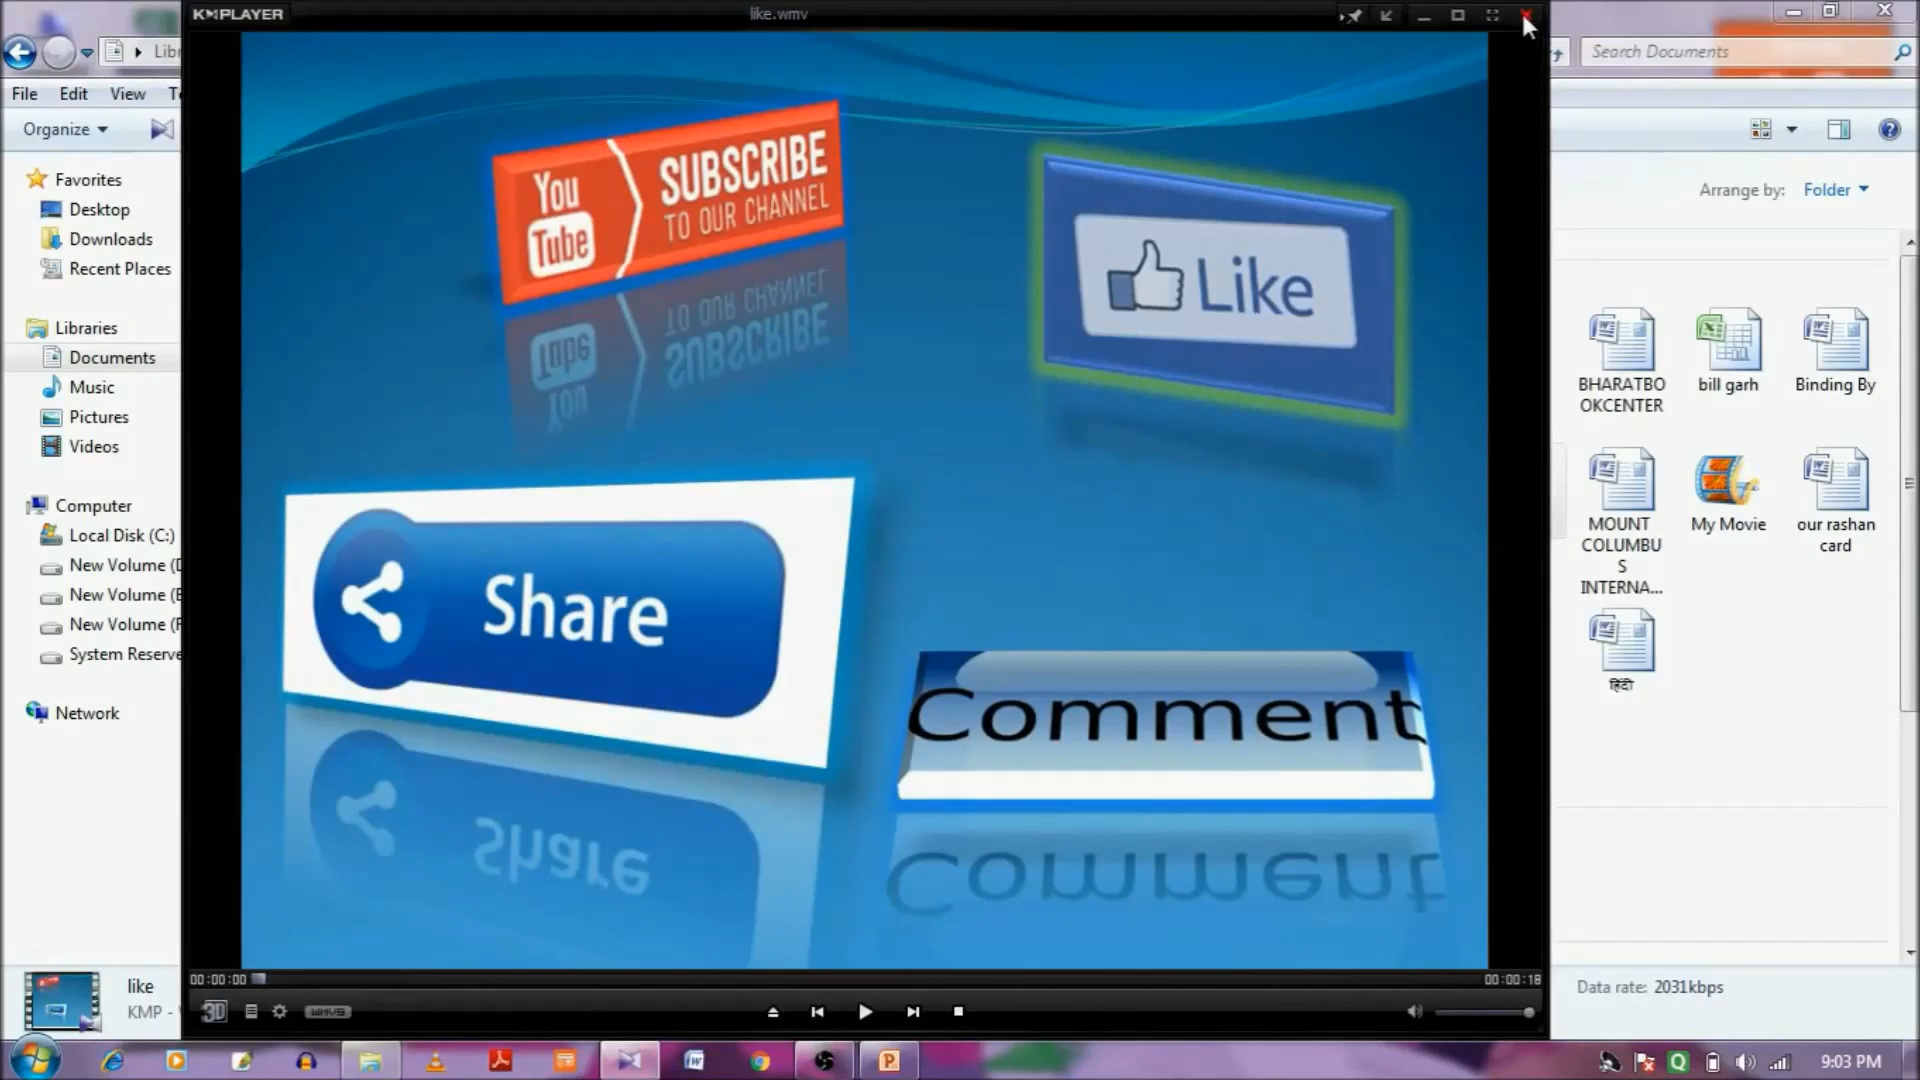 KMPLAYER
like.wmv
Search Documents
File Edit View
Organize
Favorites
Desktop
Downloads
Recent Places
Libraries
Documents
Music
Pictures
Videos
Computer
Local Disk (C:)
New Volume (
New Volume (
New Volume (
System Reserve
Network
You
Tube
SUBSCRIBE
TO OUR CHANNEL
Like
Share
Comment
Arrange by: Folder
BHARATBO
OKCENTER
bill garh
Binding By
MOUNT
COLUMBU
S
INTERNA...
My Movie
our rashan
card
हिंदी
00:00:00
00:00:18
3D
WMV3
like
KMP -
Data rate: 2031kbps
9:03 PM